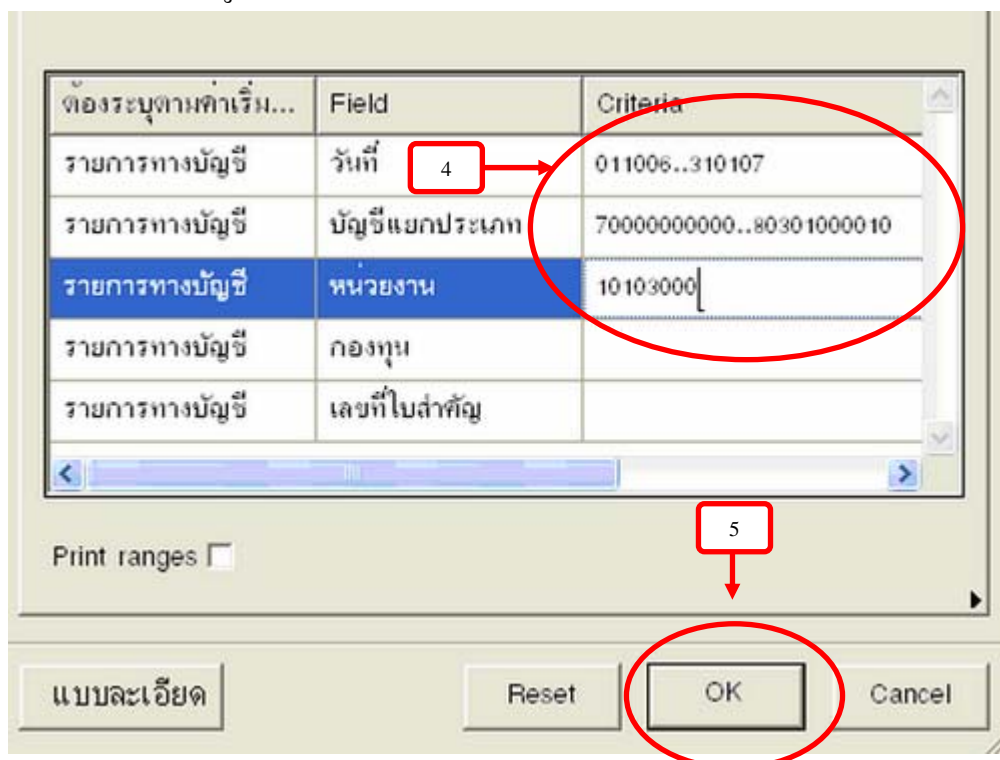 ต้องระบุตามค่าเริ่ม... Field Criteria
รายการทางบัญชี วันที่ 4 011006..310107
รายการทางบัญชี บัญชีแยกประเภท 70000000000..80301000010
รายการทางบัญชี หน่วยงาน 10103000
รายการทางบัญชี กองทุน
รายการทางบัญชี เลขที่ใบสำคัญ
5
Print ranges
แบบละเอียด Reset OK Cancel